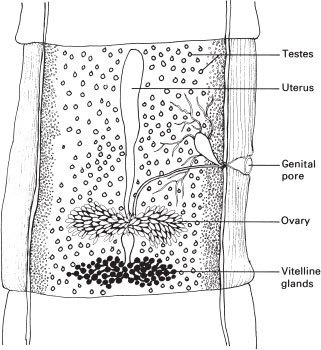 Testes
Uterus
Genital
pore
Ovary
Vitelline
glands